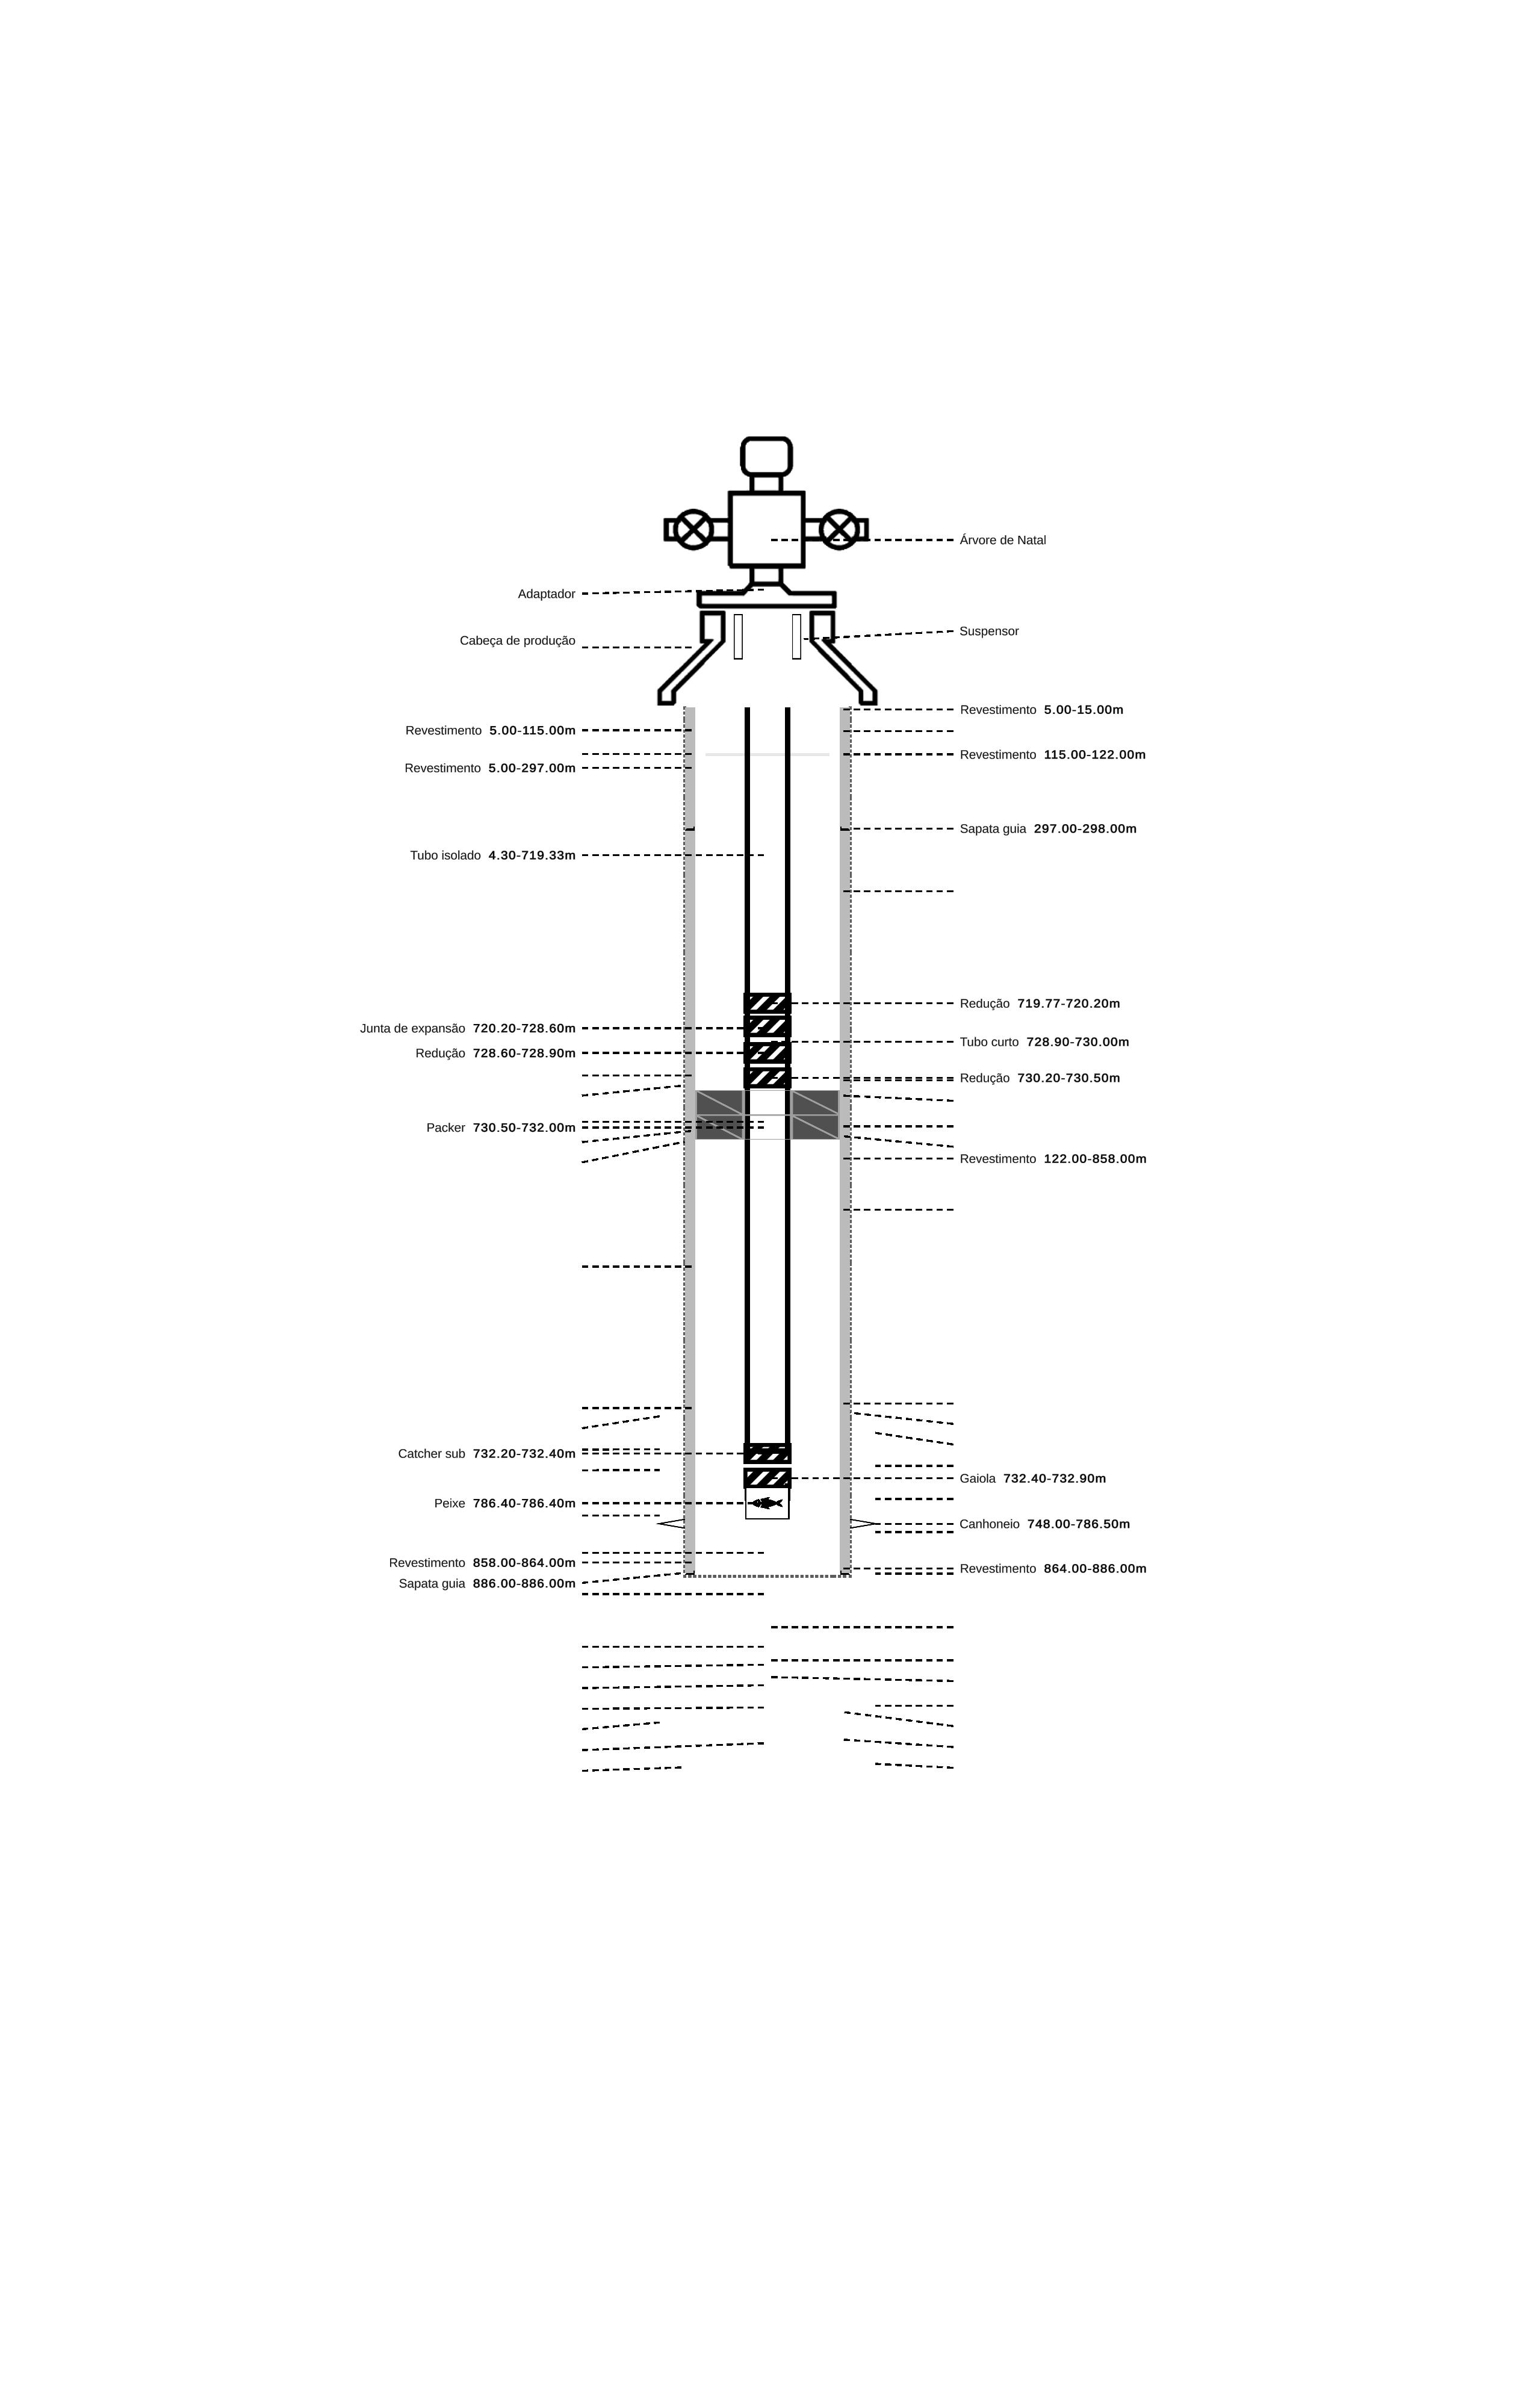 Árvore de Natal
Adaptador
Suspensor
Cabeça de produção
Revestimento 5.00-15.00m
Revestimento 5.00-115.00m
Revestimento 115.00-122.00m
Revestimento 5.00-297.00m
Sapata guia 297.00-298.00m
Tubo isolado 4.30-719.33m
Redução 719.77-720.20m
Junta de expansão 720.20-728.60m
Tubo curto 728.90-730.00m
Redução 728.60-728.90m
Redução 730.20-730.50m
Packer 730.50-732.00m
Revestimento 122.00-858.00m
Catcher sub 732.20-732.40m
Gaiola 732.40-732.90m
Peixe 786.40-786.40m
Canhoneio 748.00-786.50m
Revestimento 858.00-864.00m
Revestimento 864.00-886.00m
Sapata guia 886.00-886.00m